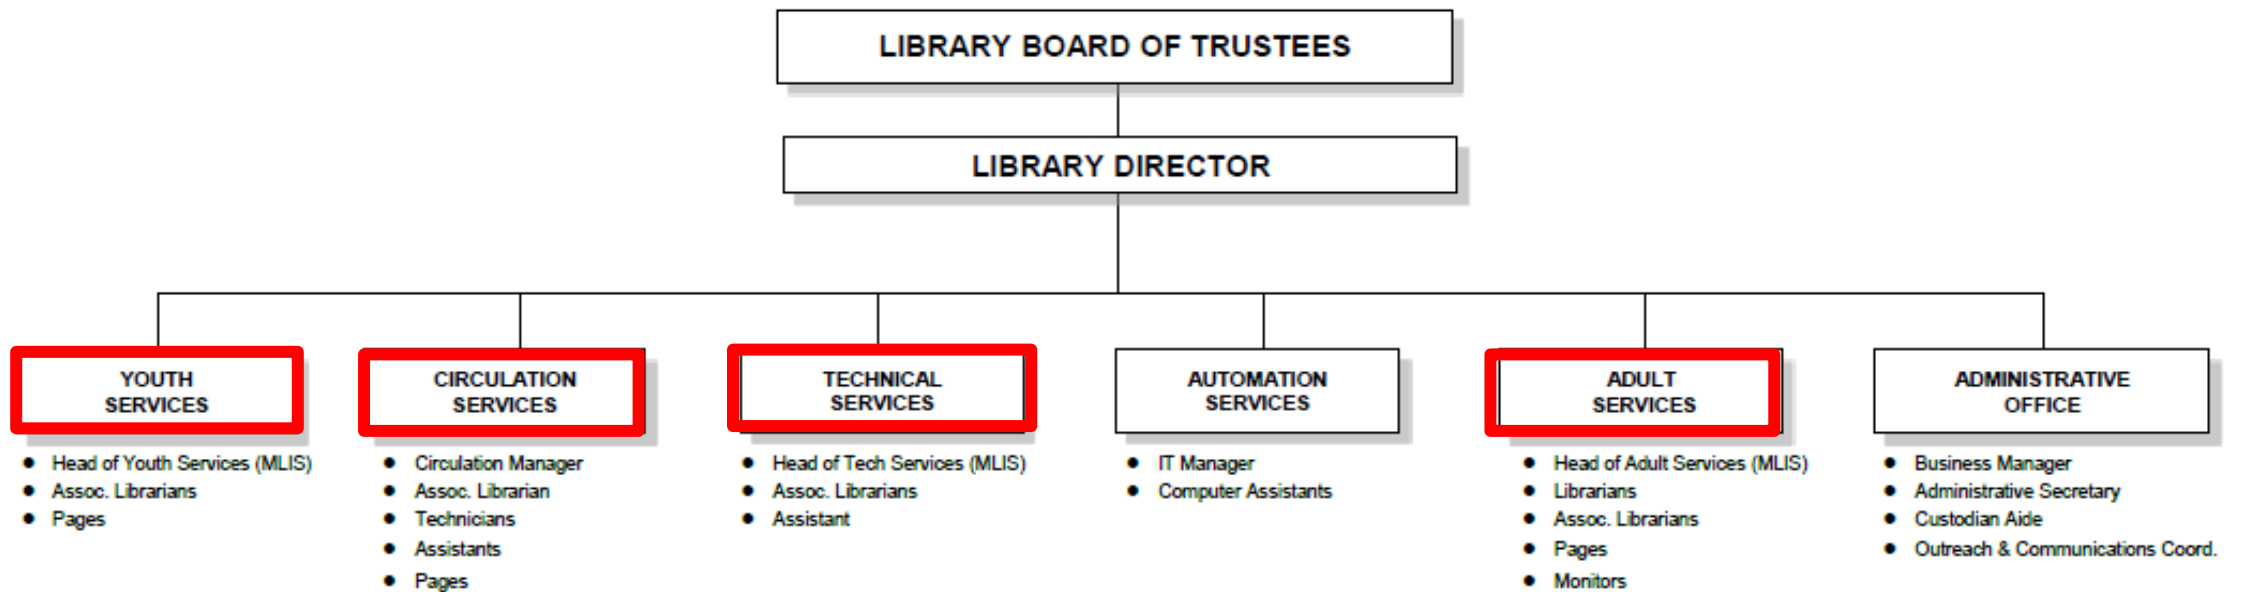 LIBRARY BOARD OF TRUSTEES
LIBRARY DIRECTOR
YOUTH
SERVICES
● Head of Youth Services (MLIS)
● Assoc. Librarians
● Pages
CIRCULATION
SERVICES
● Circulation Manager
● Assoc. Librarian
● Technicians
● Assistants
● Pages
TECHNICAL
SERVICES
● Head of Tech Services (MLIS)
● Assoc. Librarians
● Assistant
AUTOMATION
SERVICES
● IT Manager
● Computer Assistants
ADULT
SERVICES
● Head of Adult Services (MLIS)
● Librarians
● Assoc. Librarians
● Pages
● Monitors
ADMINISTRATIVE
OFFICE
● Business Manager
● Administrative Secretary
● Custodian Aide
● Outreach & Communications Coord.